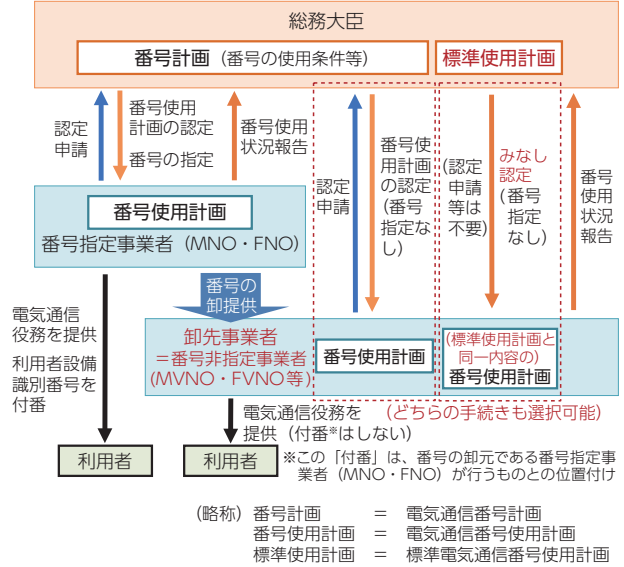 総務大臣
番号計画（番号の使用条件等）
標準使用計画
認定
申請
番号使用
計画の認定
番号の指定
番号使用
状況報告
認定
申請
番号使
用計画
の認定
(番号
指定な
し)
(認定
申請
等は
不要)
みなし
認定
(番号
指定
なし)
番号
使用
状況
報告
番号使用計画
番号指定事業者（MNO・FNO）
番号の
卸提供
電気通信
役務を提供
利用者設備
識別番号を
付番
卸先事業者
＝番号非指定事業者
(MVNO・FVNO等)
番号使用計画
(標準使用計画と
同一内容の)
番号使用計画
電気通信役務を
提供（付番※はしない）
(どちらの手続きも選択可能)
利用者
利用者
※この「付番」は、番号の卸元である番号指定事
業者（MNO・FNO）が行うものとの位置付け
（略称）番号計画　＝　電気通信番号計画
番号使用計画　＝　電気通信番号使用計画
標準使用計画　＝　標準電気通信番号使用計画